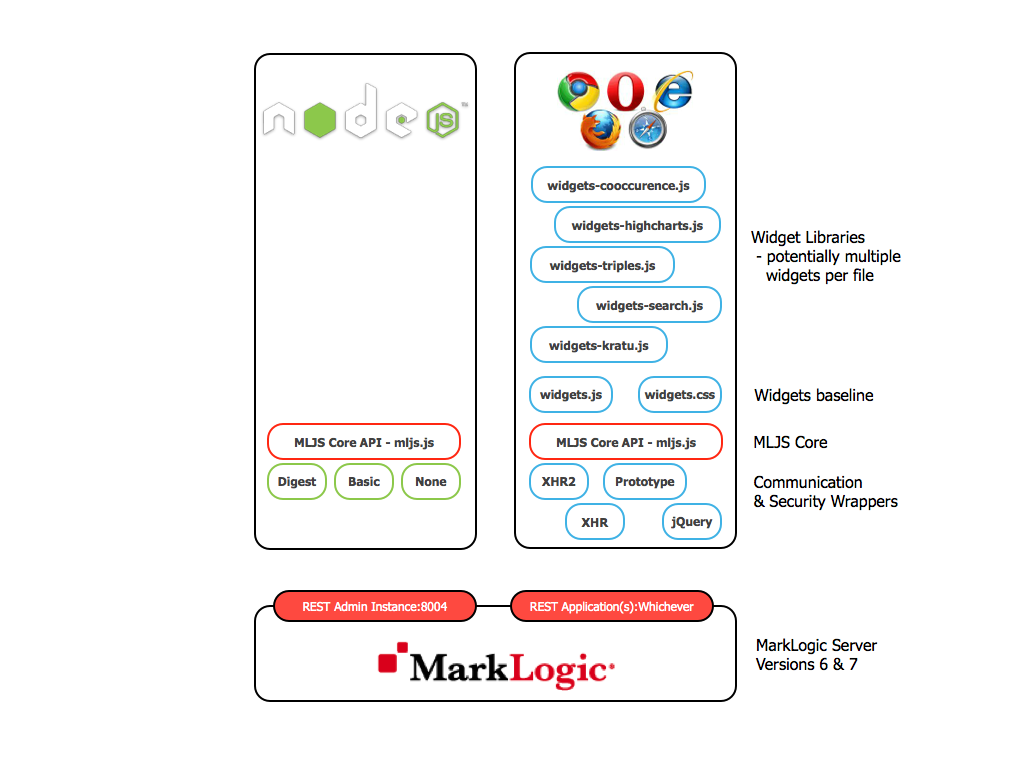 node
JS
TM
widgets-cooccurence.js
widgets-highcharts.js
widgets-triples.js
widgets-search.js
widgets-kratu.js
widgets.js
widgets.css
Widget Libraries
- potentially multiple
widgets per file
Widgets baseline
MLJS Core API - mljs.js
MLJS Core API - mljs.js
MLJS Core
Digest
Basic
None
XHR2
Prototype
XHR
jQuery
Communication
& Security Wrappers
REST Admin Instance:8004
REST Application(s):Whichever
MarkLogic
MarkLogic Server
Versions 6 & 7